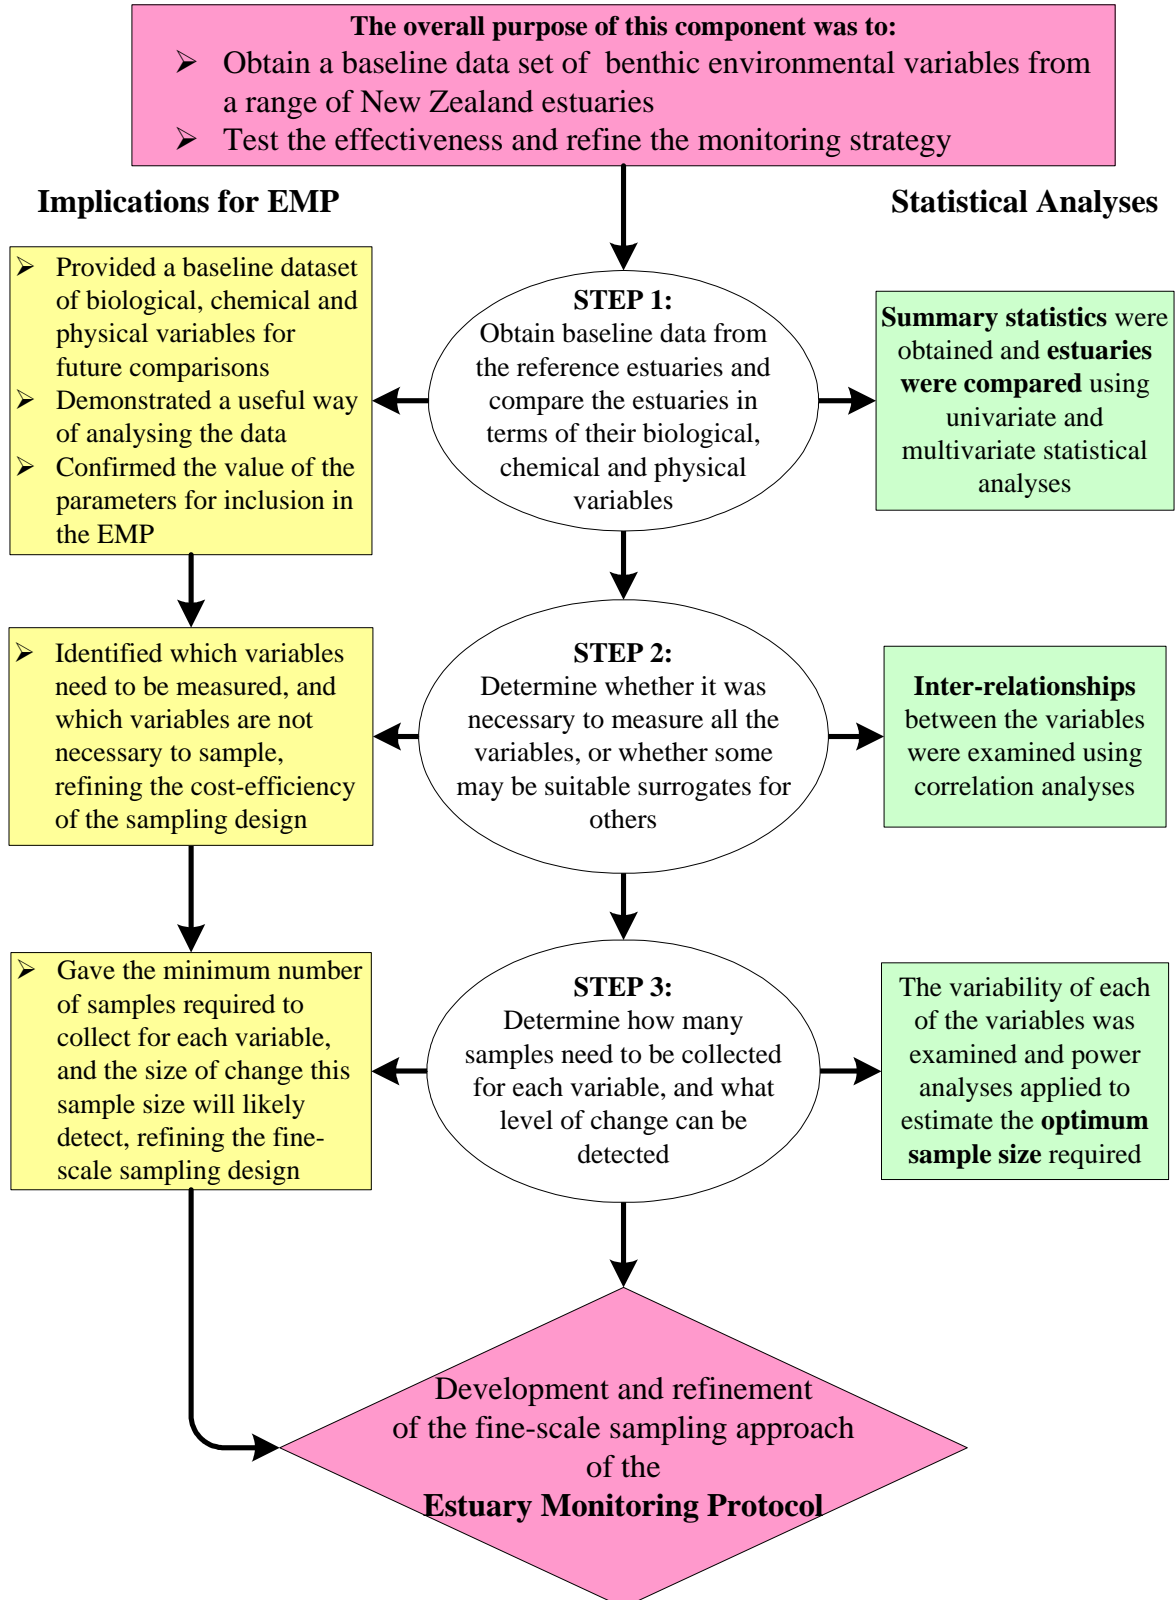 The overall purpose of this component was to:
➢ Obtain a baseline data set of benthic environmental variables from
a range of New Zealand estuaries
➢ Test the effectiveness and refine the monitoring strategy
Implications for EMP
Statistical Analyses
➢ Provided a baseline dataset
of biological, chemical and
physical variables for
future comparisons
➢ Demonstrated a useful way
of analysing the data
➢ Confirmed the value of the
parameters for inclusion in
the EMP
STEP 1:
Obtain baseline data from
the reference estuaries and
compare the estuaries in
terms of their biological,
chemical and physical
variables
Summary statistics were
obtained and estuaries
were compared using
univariate and
multivariate statistical
analyses
➢ Identified which variables
need to be measured, and
which variables are not
necessary to sample,
refining the cost-efficiency
of the sampling design
STEP 2:
Determine whether it was
necessary to measure all the
variables, or whether some
may be suitable surrogates for
others
Inter-relationships
between the variables
were examined using
correlation analyses
➢ Gave the minimum number
of samples required to
collect for each variable,
and the size of change this
sample size will likely
detect, refining the fine-
scale sampling design
STEP 3:
Determine how many
samples need to be collected
for each variable, and what
level of change can be
detected
The variability of each
of the variables was
examined and power
analyses applied to
estimate the optimum
sample size required
Development and refinement
of the fine-scale sampling approach
of the
Estuary Monitoring Protocol